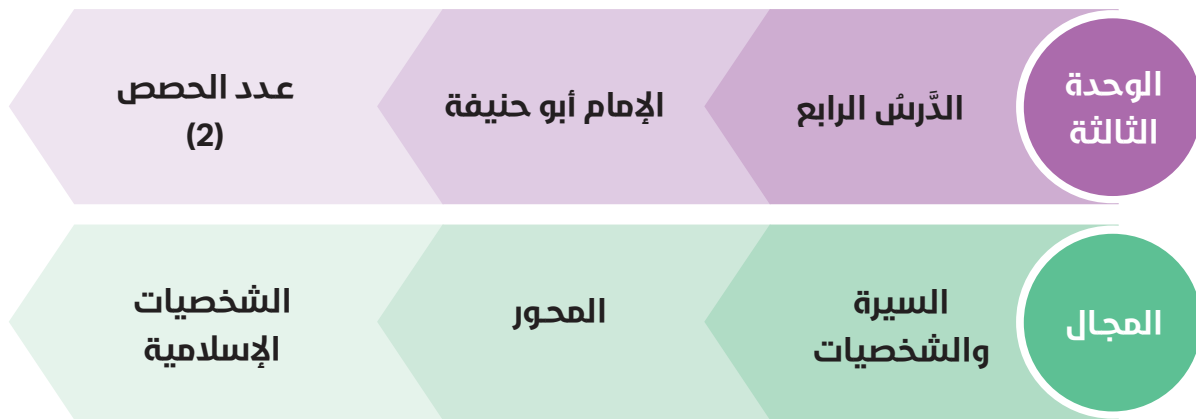 الوحدة
الثالثة
الدَّرسُ الرابع
الإمام أبو حنيفة
عدد الحصص
(2)
المجال
السيرة
والشخصيات
المحور
الشخصيات
الإسلامية